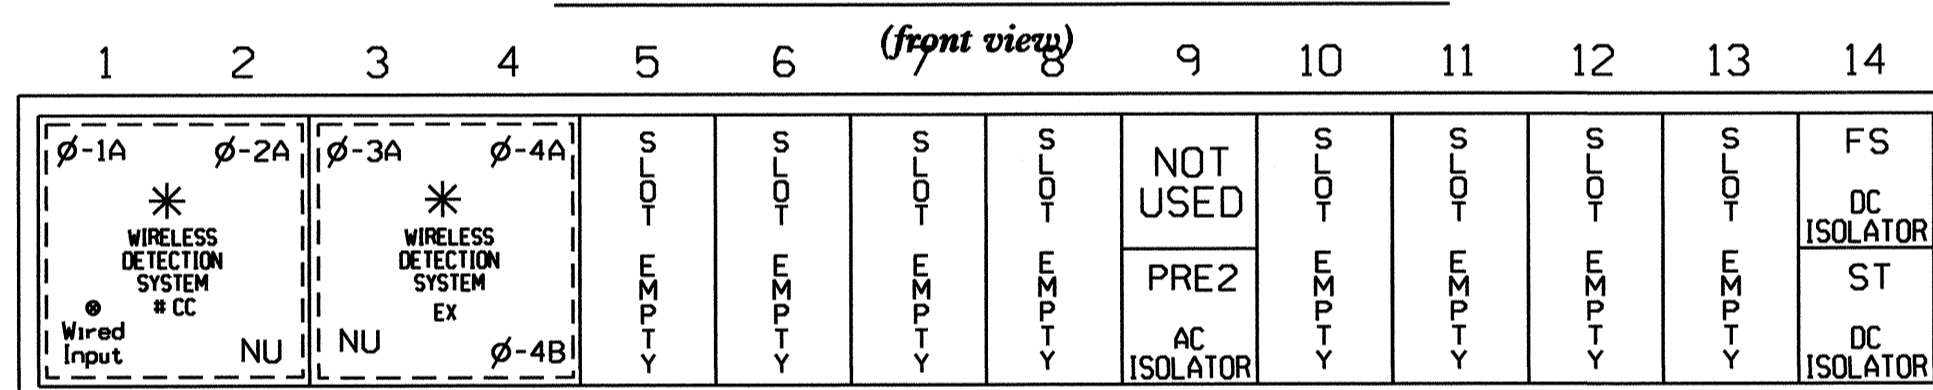 (front view)
1 2 3 4 5 6 7 8 9 10 11 12 13 14
Ø-1A Ø-2A
WIRELESS
DETECTION
SYSTEM
# CC
⊗
Wired
Input
NU
Ø-3A Ø-4A
WIRELESS
DETECTION
SYSTEM
EX
NU
Ø-4B
SLOT EMPTY
SLOT EMPTY
SLOT EMPTY
SLOT EMPTY
NOT
USED
PRE2
AC
ISOLATOR
SLOT EMPTY
SLOT EMPTY
SLOT EMPTY
SLOT EMPTY
FS
DC
ISOLATOR
ST
DC
ISOLATOR